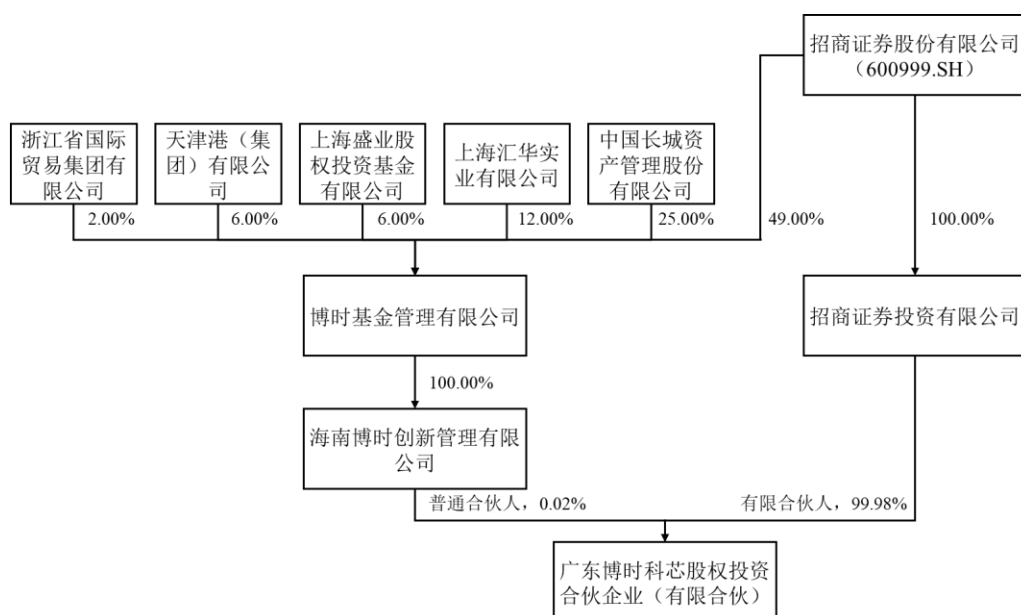 招商证券股份有限公司
（600999.SH）
浙江省国际
贸易集团有
限公司
天津港（集
团）有限公
司
上海盛业股
权投资基金
有限公司
上海汇华实
业有限公司
中国长城资
产管理股份
有限公司
2.00%
6.00%
6.00%
12.00%
25.00%
49.00%
100.00%
博时基金管理有限公司
招商证券投资有限公司
100.00%
海南博时创新管理有限
公司
普通合伙人，0.02%
有限合伙人，99.98%
广东博时科芯股权投资
合伙企业（有限合伙）